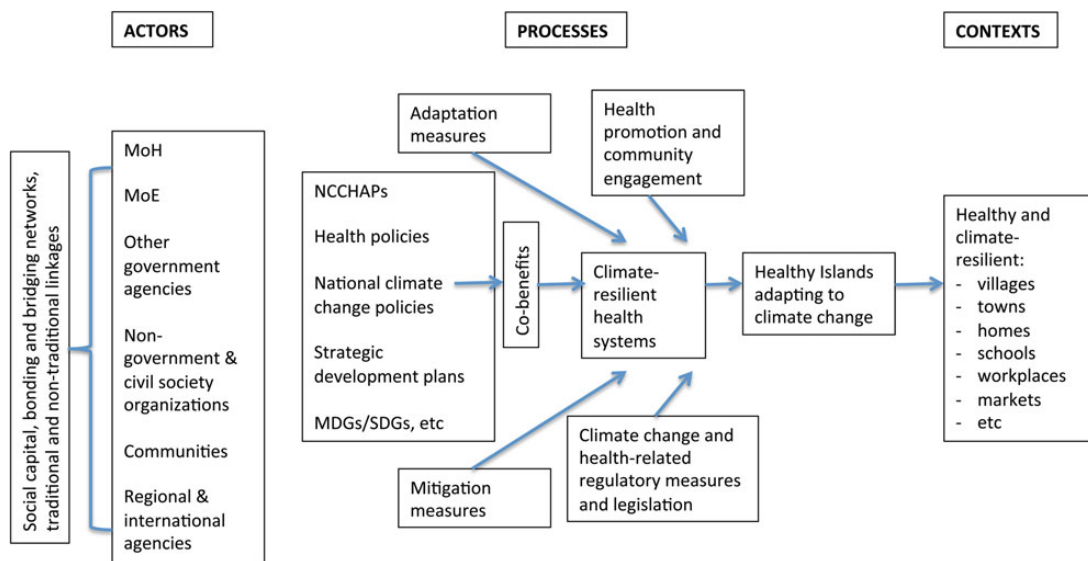 ACTORS
PROCESSES
CONTEXTS
Social capital, bonding and bridging networks,
traditional and non-traditional linkages
MoH
MoE
Other
government
agencies
Non-
government &
civil society
organizations
Communities
Regional &
international
agencies
Adaptation
measures
Health
promotion and
community
engagement
NCCHAPs
Health policies
National climate
change policies
Strategic
development plans
MDGs/SDGs, etc
Co-benefits
Climate-
resilient
health
systems
Mitigation
measures
Climate change and
health-related
regulatory measures
and legislation
Healthy Islands
adapting to
climate change
Healthy and
climate-
resilient:
- villages
- towns
- homes
- schools
- workplaces
- markets
- etc